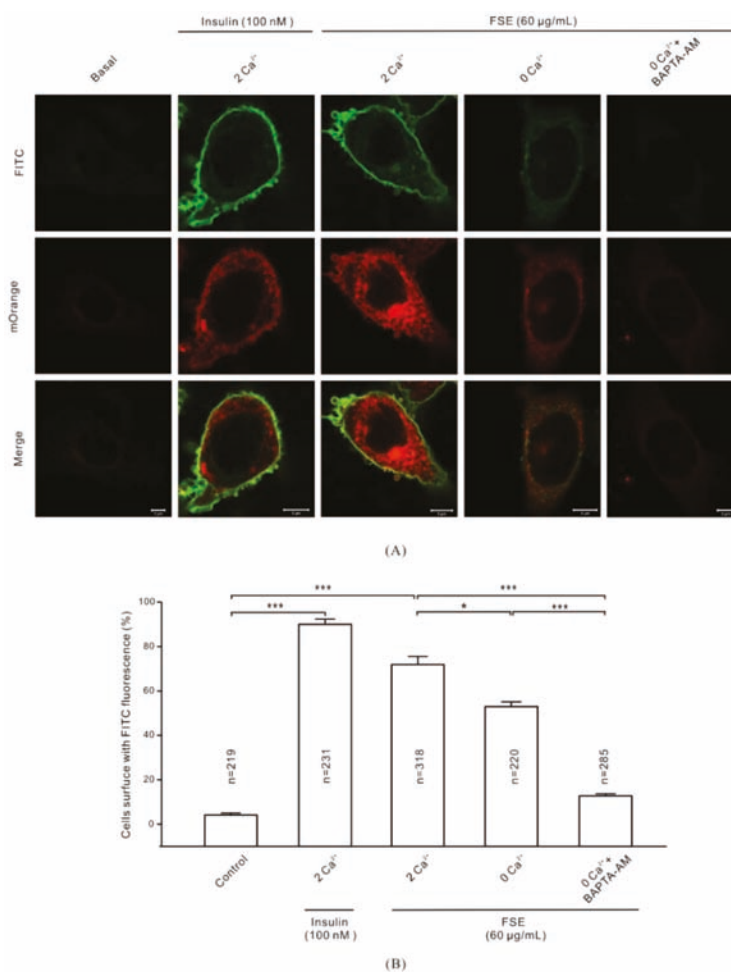 Insulin (100 nM)
FSE (60 µg/mL)
Basal
2 Ca²⁺
2 Ca²⁺
0 Ca²⁺
0 Ca²⁺+
BAPTA-AM
FITC
mOrange
Merge
(A)
Cells surfuce with FITC fluorescence (%)
100
80
60
40
20
0
***
***
***
*
***
n=219
n=231
n=318
n=220
n=285
Control
2 Ca²⁺
2 Ca²⁺
0 Ca²⁺
0 Ca²⁺+
BAPTA-AM
Insulin
(100 nM)
FSE
(60 µg/mL)
(B)